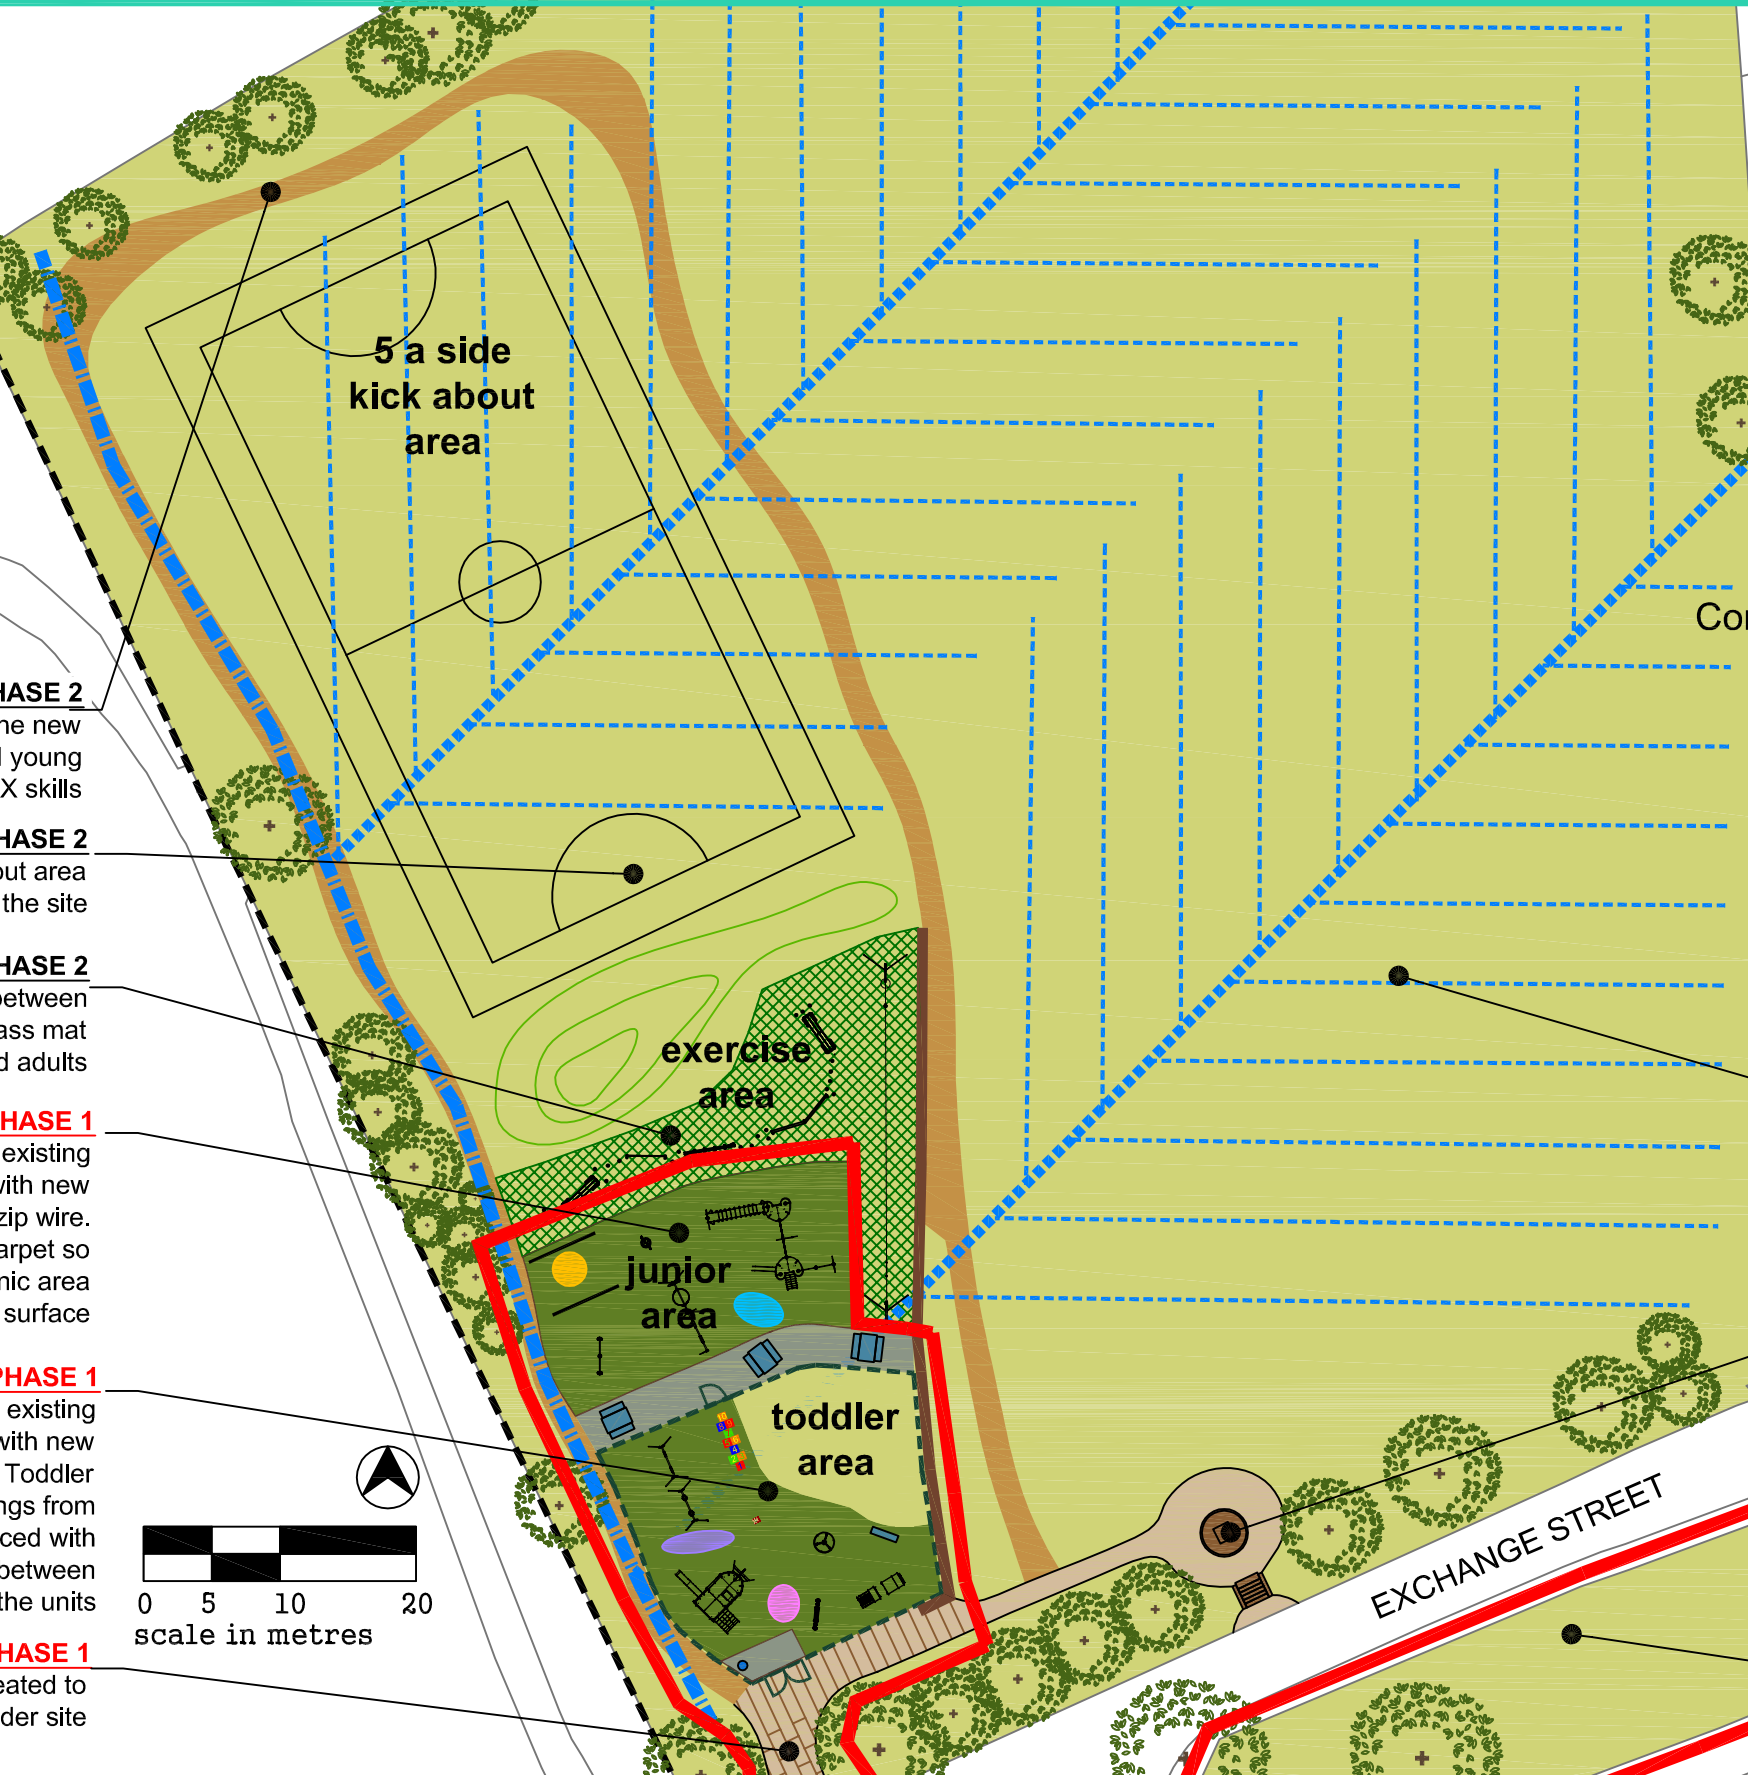 5 a side
kick about
area
Cor
HASE 2
he new
l young
X skills
HASE 2
out area
the site
HASE 2
between
ass mat
d adults
exercise
area
HASE 1
existing
with new
zip wire.
arpet so
nic area
surface
junior
area
PHASE 1
existing
with new
Toddler
ngs from
ced with
between
the units
toddler
area
0 5 10 20
scale in metres
EXCHANGE STREET
HASE 1
eated to
der site